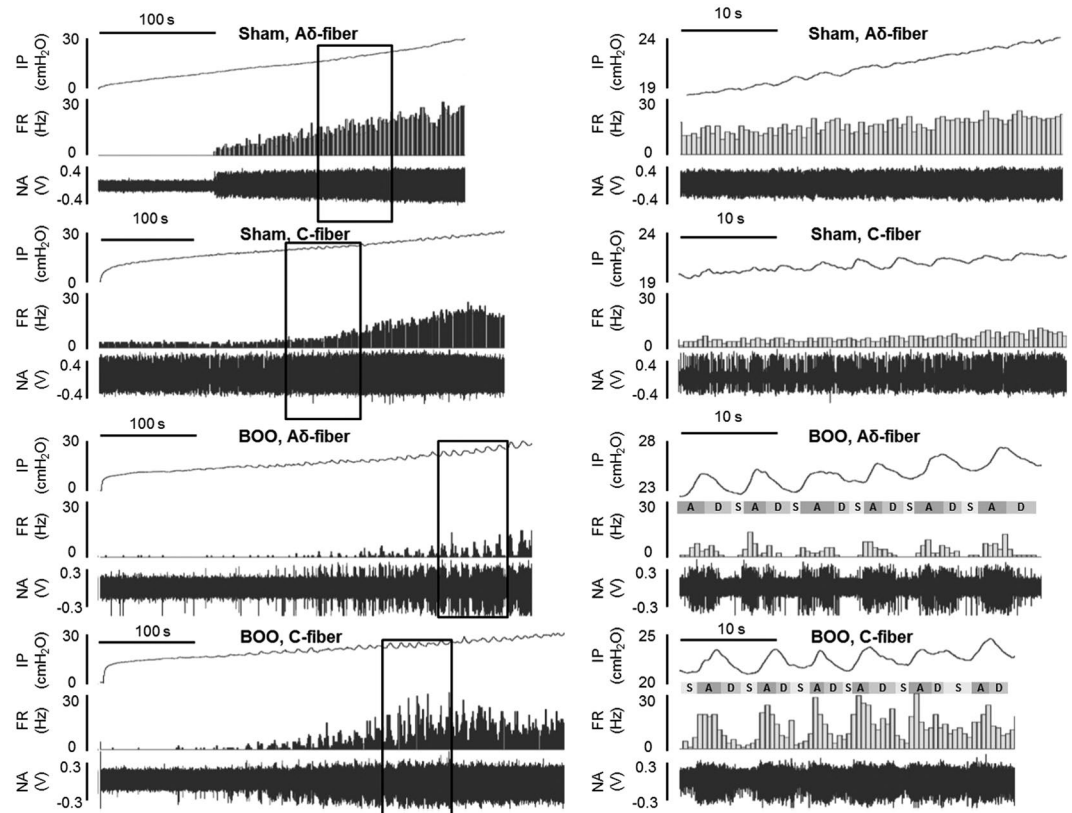 100 s
Sham, Aδ-fiber
IP
(cmH2O)
30
0
FR
(Hz)
30
0
NA
(V)
0.4
-0.4
10 s
Sham, Aδ-fiber
IP
(cmH2O)
24
19
FR
(Hz)
30
0
NA
(V)
0.4
-0.4
100 s
Sham, C-fiber
IP
(cmH2O)
30
0
FR
(Hz)
30
0
NA
(V)
0.4
-0.4
10 s
Sham, C-fiber
IP
(cmH2O)
24
19
FR
(Hz)
30
0
NA
(V)
0.4
-0.4
100 s
BOO, Aδ-fiber
IP
(cmH2O)
30
0
FR
(Hz)
30
0
NA
(V)
0.3
-0.3
10 s
BOO, Aδ-fiber
IP
(cmH2O)
28
23
A D S A D S A D S A D S A D S A D
FR
(Hz)
30
0
NA
(V)
0.3
-0.3
100 s
BOO, C-fiber
IP
(cmH2O)
30
0
FR
(Hz)
30
0
NA
(V)
0.3
-0.3
10 s
BOO, C-fiber
IP
(cmH2O)
25
20
S A D S A D S A D S A D S A D S A D
FR
(Hz)
30
0
NA
(V)
0.3
-0.3